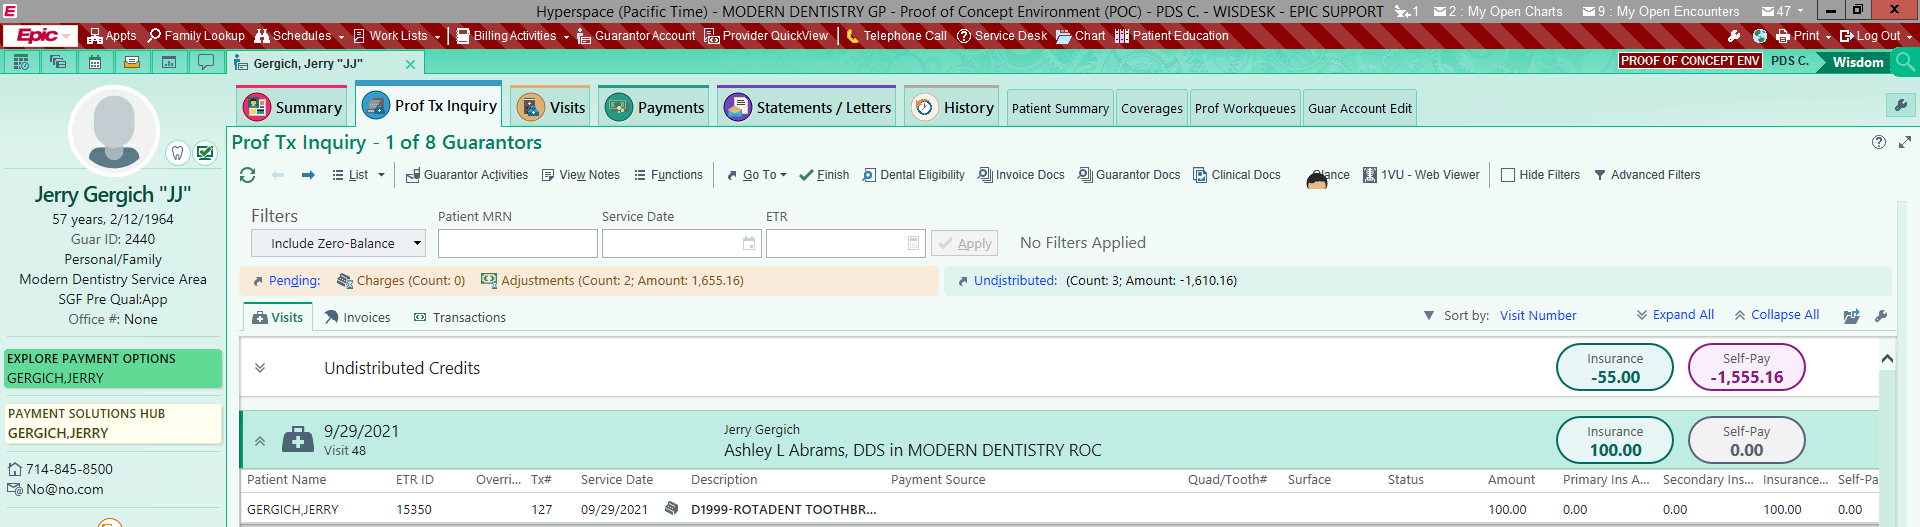 Hyperspace (Pacific Time) - MODERN DENTISTRY GP - Proof of Concept Environment (POC) - PDS C. - WISDESK - EPIC SUPPORT 1 2 : My Open Charts 9 : My Open Encounters 47
Epic Appts Family Lookup Schedules Work Lists Billing Activities Guarantor Account Provider QuickView Telephone Call Service Desk Chart Patient Education Print Log Out
Gergich, Jerry "JJ" PROOF OF CONCEPT ENV PDS C. Wisdom
Summary Prof Tx Inquiry Visits Payments Statements / Letters History Patient Summary Coverages Prof Workqueues Guar Account Edit
Prof Tx Inquiry - 1 of 8 Guarantors
List Guarantor Activities View Notes Functions Go To Finish Dental Eligibility Invoice Docs Guarantor Docs Clinical Docs 1VU - Web Viewer Hide Filters Advanced Filters
Jerry Gergich "JJ"
57 years, 2/12/1964
Guar ID: 2440
Personal/Family
Modern Dentistry Service Area
SGF Pre Qual:App
Office #: None
EXPLORE PAYMENT OPTIONS
GERGICH,JERRY
PAYMENT SOLUTIONS HUB
GERGICH,JERRY
714-845-8500
No@no.com
Filters Patient MRN Service Date ETR
Include Zero-Balance Apply No Filters Applied
Pending: Charges (Count: 0) Adjustments (Count: 2; Amount: 1,655.16) Undistributed: (Count: 3; Amount: -1,610.16)
Visits Invoices Transactions Sort by: Visit Number Expand All Collapse All
Undistributed Credits Insurance -55.00 Self-Pay -1,555.16
9/29/2021 Jerry Gergich Insurance Self-Pay
Visit 48 Ashley L Abrams, DDS in MODERN DENTISTRY ROC 100.00 0.00
Patient Name ETR ID Overri... Tx# Service Date Description Payment Source Quad/Tooth# Surface Status Amount Primary Ins A... Secondary Ins... Insurance... Self-Pa
GERGICH,JERRY 15350 127 09/29/2021 D1999-ROTADENT TOOTHBR... 100.00 0.00 0.00 100.00 0.00